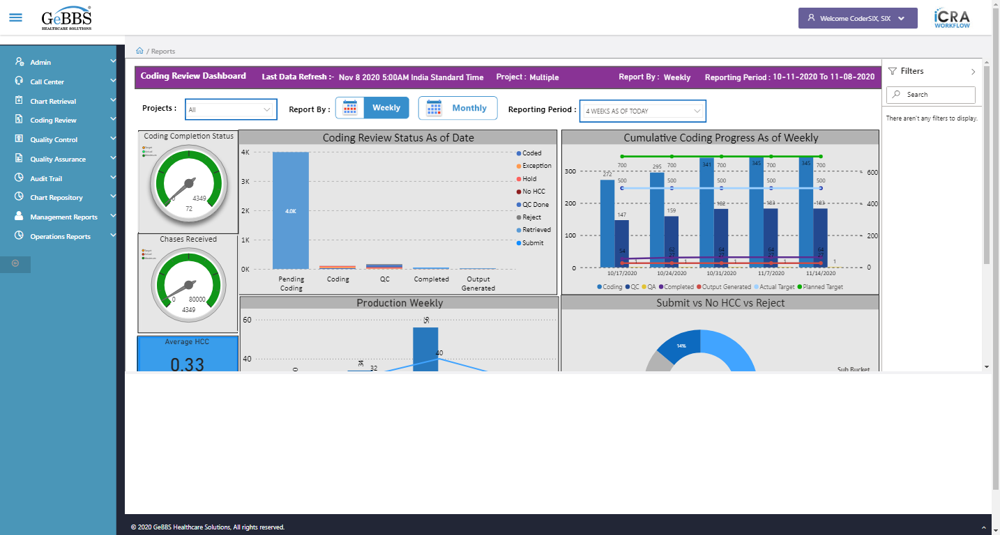 GeBBS
HEALTHCARE SOLUTIONS
Welcome CoderSIX, SIX
iCRA
WORKFLOW
Admin
Call Center
Chart Retrieval
Coding Review
Quality Control
Quality Assurance
Audit Trail
Chart Repository
Management Reports
Operations Reports
/ Reports
Coding Review Dashboard Last Data Refresh :- Nov 8 2020 5:00AM India Standard Time Project : Multiple Report By : Weekly Reporting Period : 10-11-2020 To 11-08-2020
Projects : All Report By : Weekly Monthly Reporting Period : 4 WEEKS AS OF TODAY
Filters
Search
There aren't any filters to display.
Coding Completion Status
Target
Actual
Maximum
0 4349
72
Chases Received
Target
Actual
Maximum
0 80000
4349
Average HCC
0.33
Coding Review Status As of Date
4K
3K
2K
1K
0K
4.0K
Pending Coding
Coding
QC
Completed
Output Generated
Coded
Exception
Hold
No HCC
QC Done
Reject
Retrieved
Submit
Cumulative Coding Progress As of Weekly
300
200
100
0
600
400
200
0
700 700 700 700 700
272 295 341 345 345
500 500 500 500 500
147 159 182 183 183
54 62 64 64 64
27 27 27 27
1 1 1 1 1
10/17/2020 10/24/2020 10/31/2020 11/7/2020 11/14/2020
Coding QC QA Completed Output Generated Actual Target Planned Target
Production Weekly
60
40
0
34
32
56
40
Submit vs No HCC vs Reject
14%
Sub Bucket
© 2020 GeBBS Healthcare Solutions, All rights reserved.